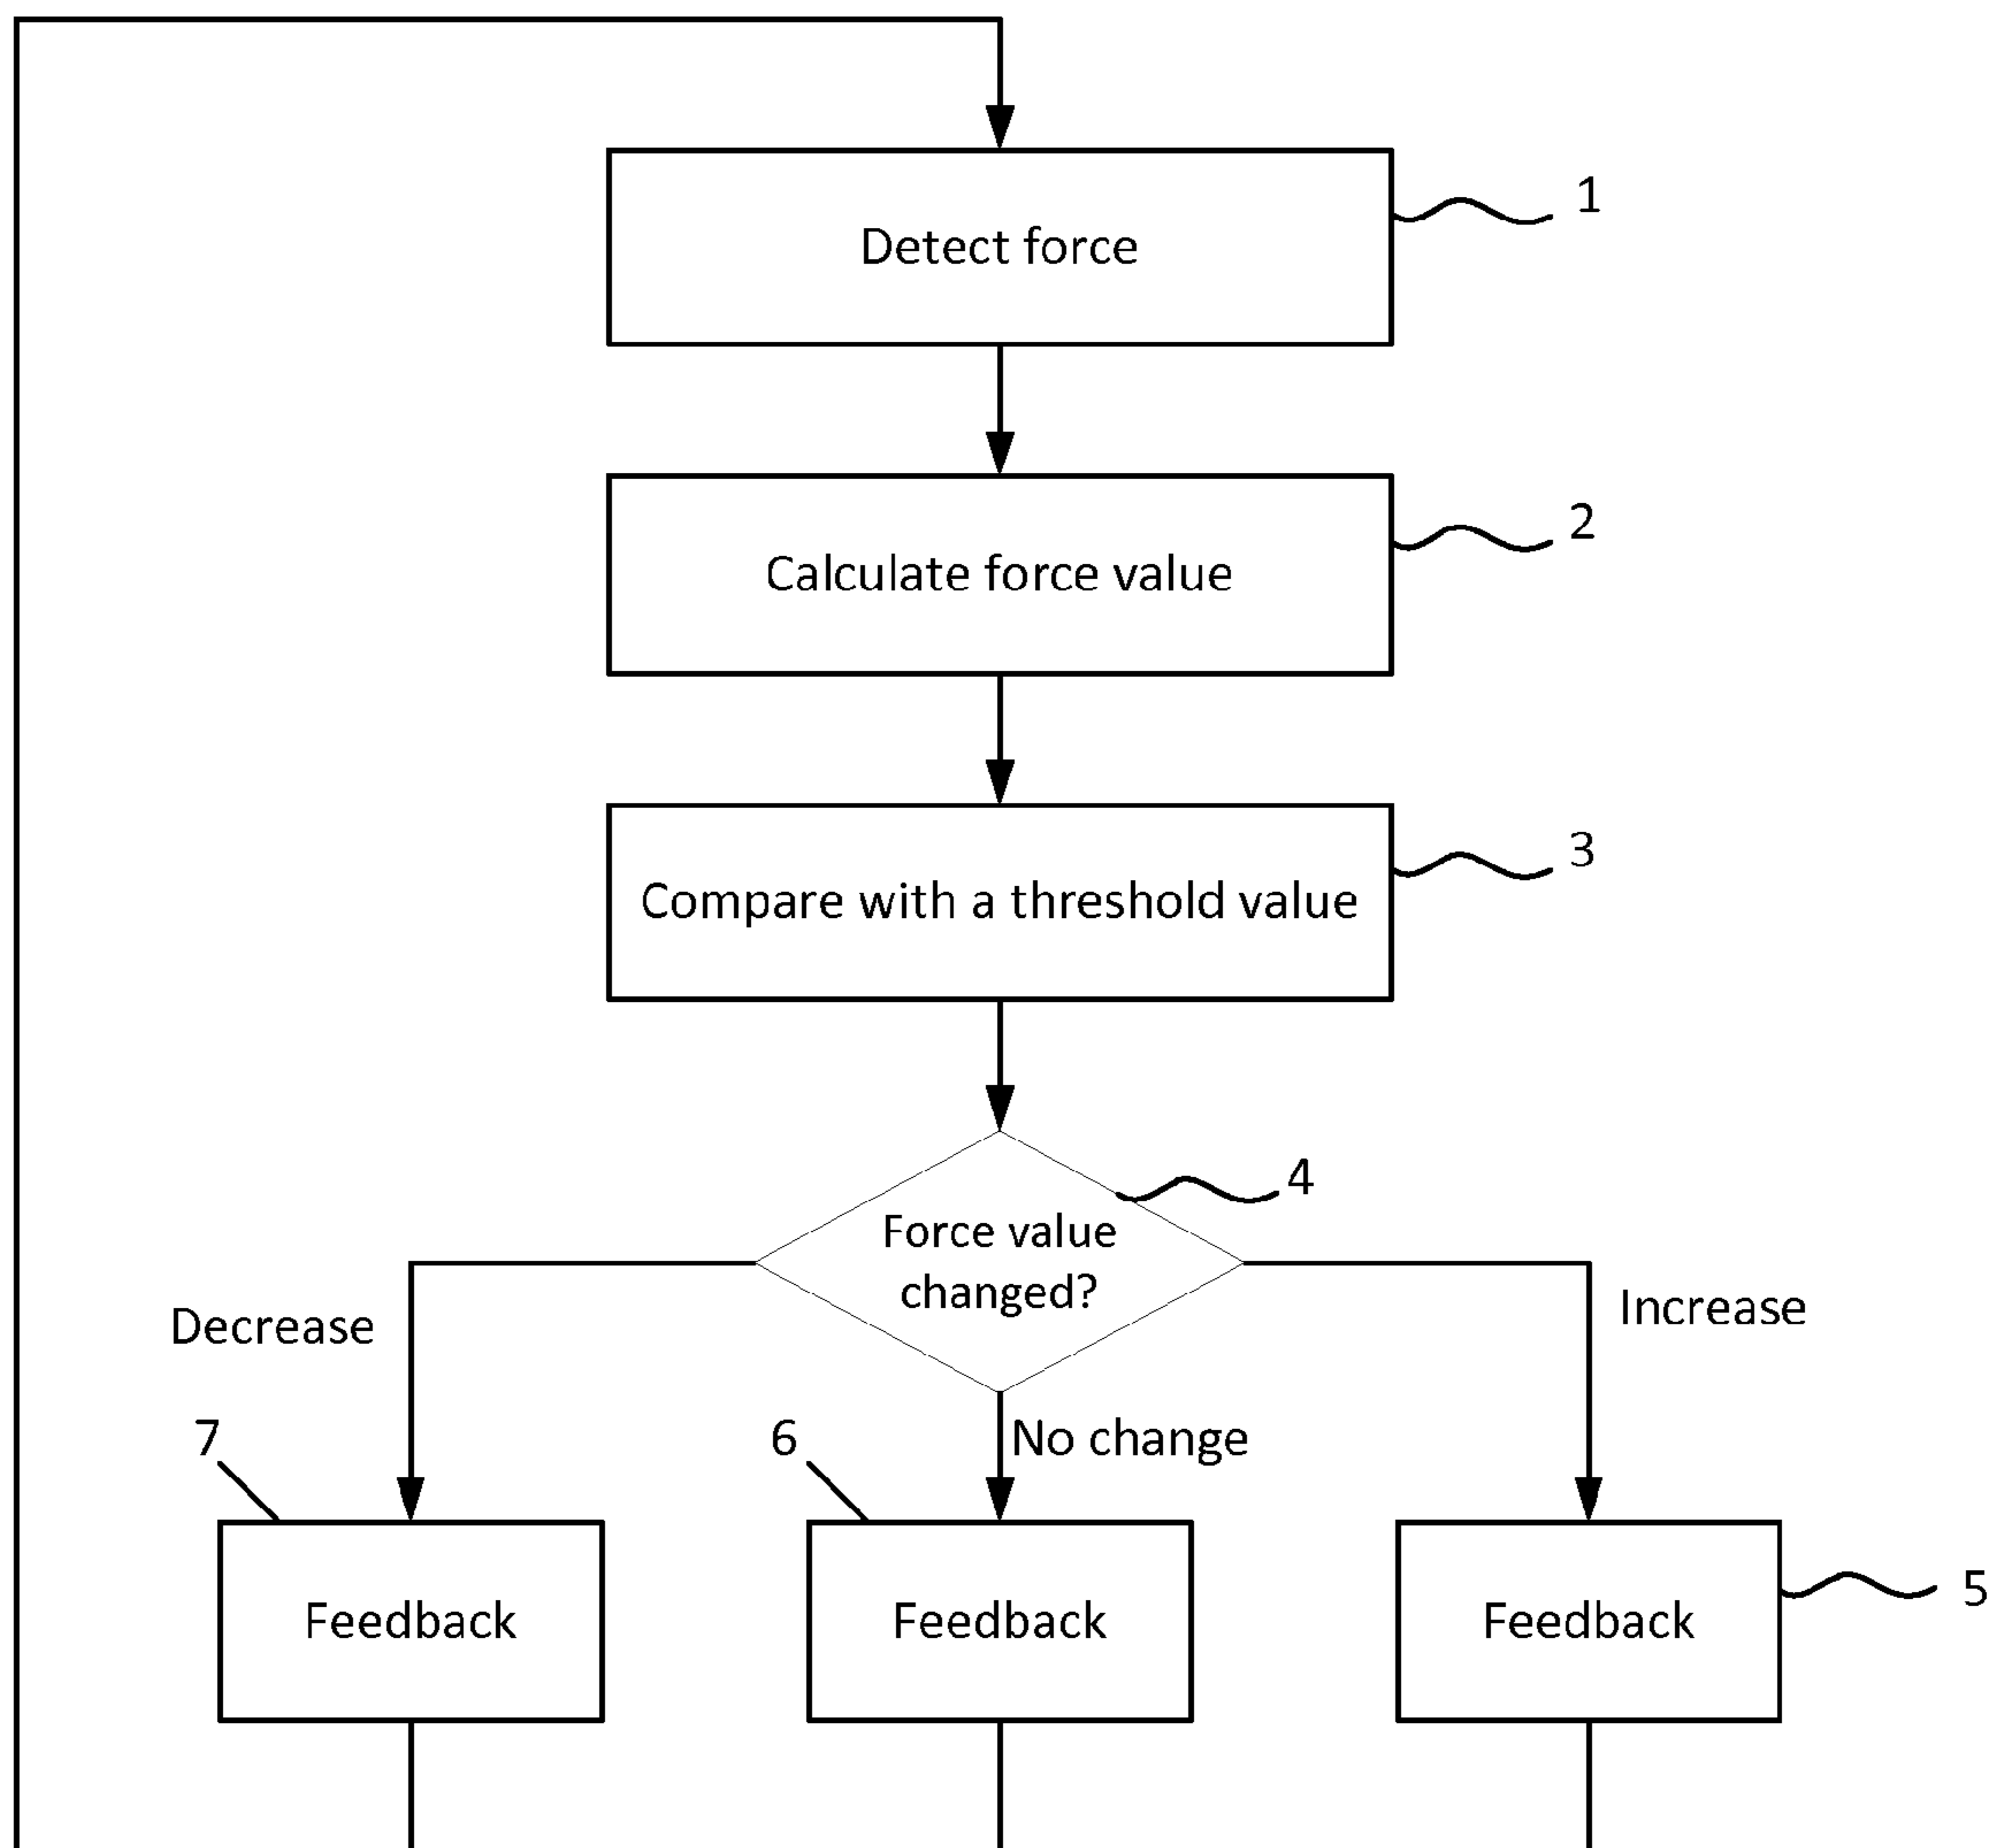 1
Detect force
2
Calculate force value
3
Compare with a threshold value
4
Force value
changed?
Decrease
Increase
7
6
No change
Feedback
Feedback
Feedback
5